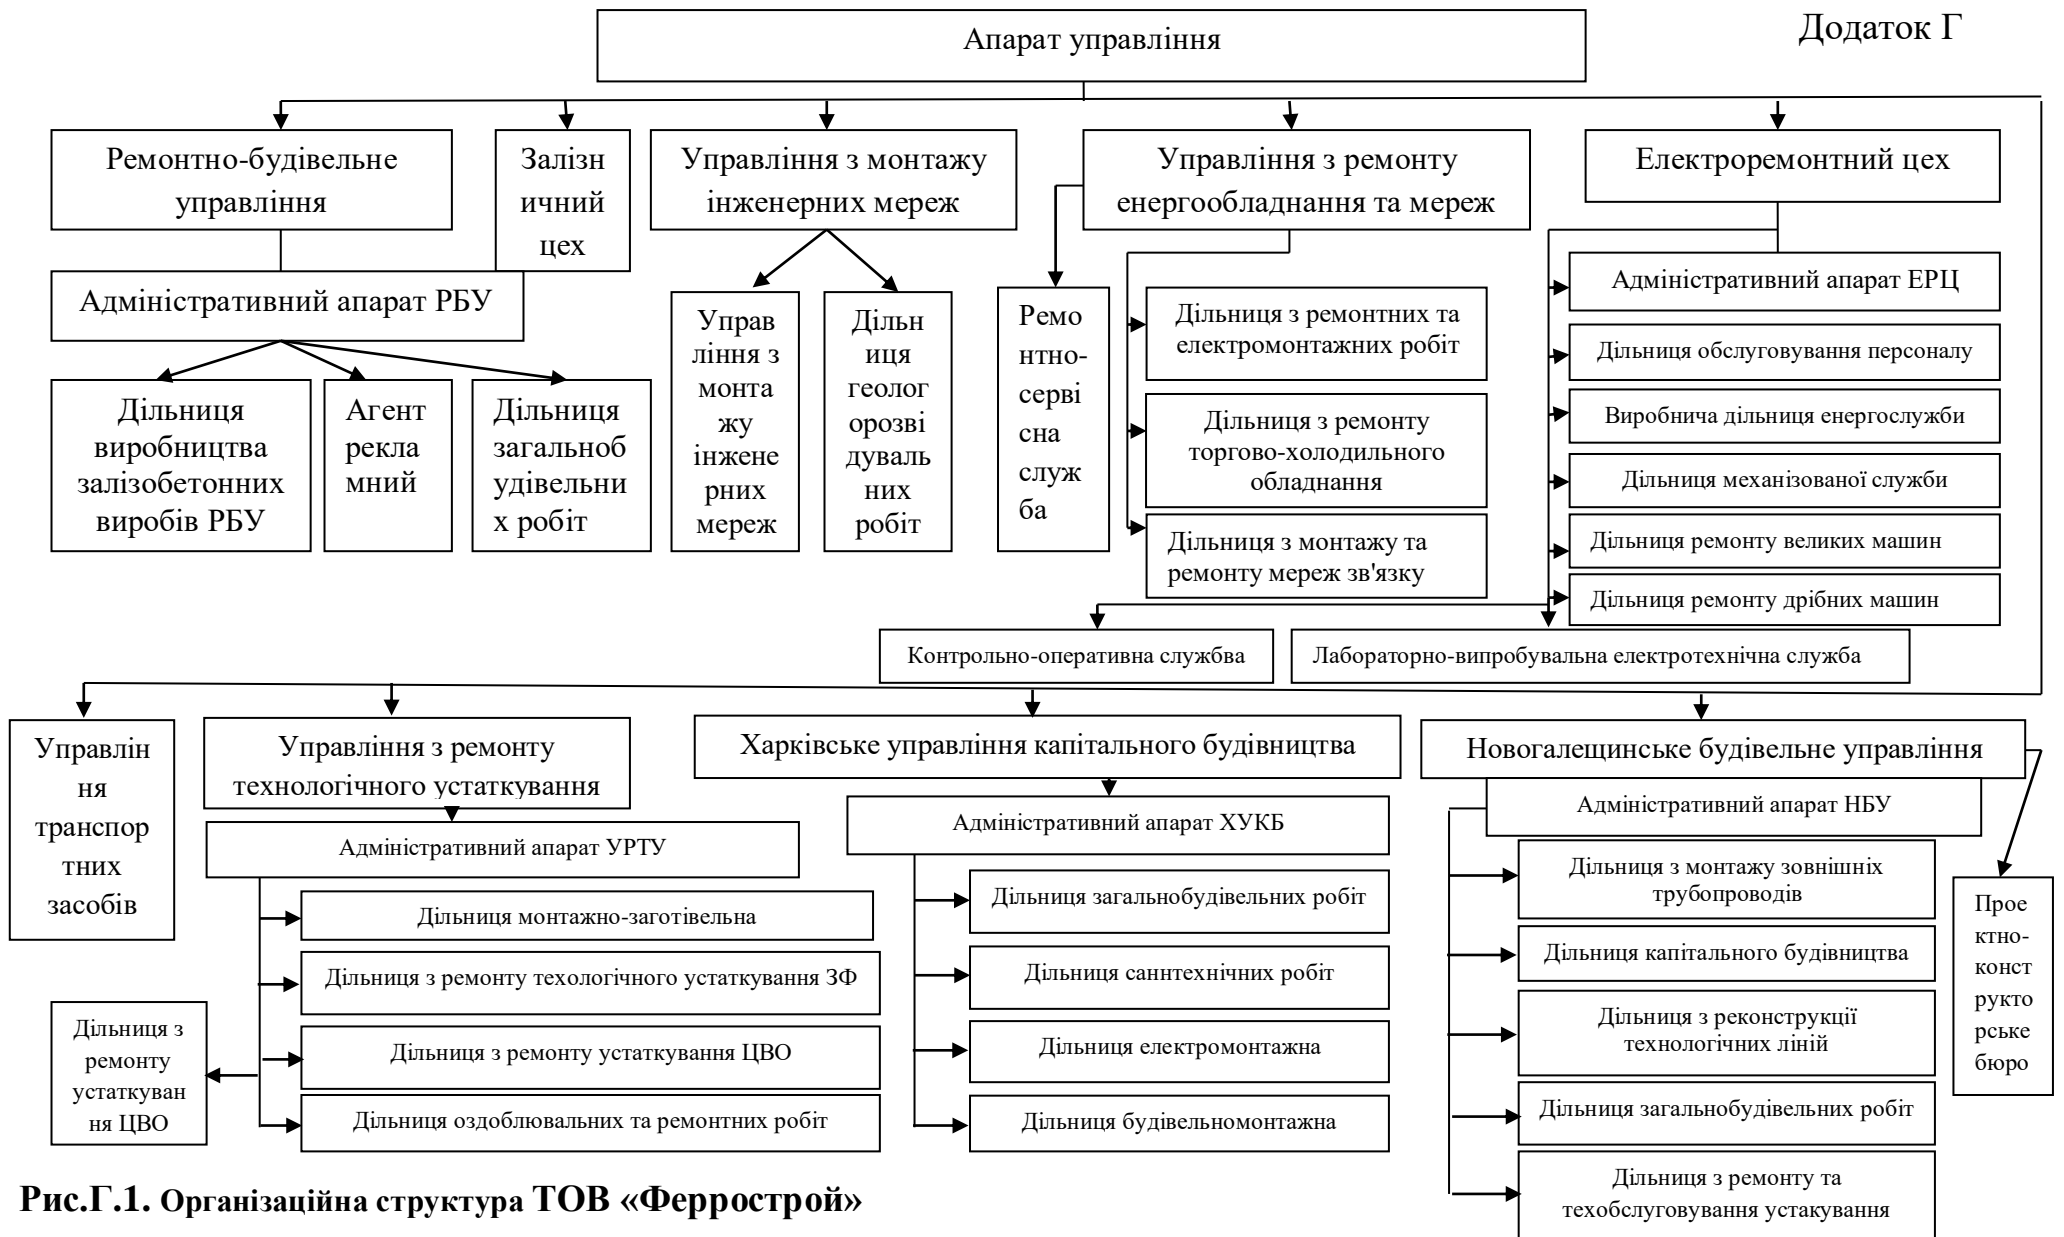 Додаток Г
Апарат управління
Ремонтно-будівельне
управління
Залізн
ичний
цех
Управління з монтажу
інженерних мереж
Управління з ремонту
енергообладнання та мереж
Електроремонтний цех
Адміністративний апарат РБУ
Дільниця
виробництва
залізобетонних
виробів РБУ
Агент
рекла
мний
Дільниця
загальноб
удівельни
х робіт
Управ
ління з
монта
жу
інжене
рних
мереж
Дільн
иця
геолог
орозві
дуваль
них
робіт
Ремо
нтно-
серві
сна
служ
ба
Дільниця з ремонтних та
електромонтажних робіт
Дільниця з ремонту
торгово-холодильного
обладнання
Дільниця з монтажу та
ремонту мереж зв'язку
Адміністративний апарат ЕРЦ
Дільниця обслуговування персоналу
Виробнича дільниця енергослужби
Дільниця механізованої служби
Дільниця ремонту великих машин
Дільниця ремонту дрібних машин
Контрольно-оперативна службва
Лабораторно-випробувальна електротехнічна служба
Управлін
ня
транспор
тних
засобів
Управління з ремонту
технологічного устаткування
Харківське управління капітального будівництва
Новогалещинське будівельне управління
Адміністративний апарат УРТУ
Дільниця монтажно-заготівельна
Дільниця з ремонту техологічного устаткування ЗФ
Дільниця з ремонту устаткування ЦВО
Дільниця оздоблювальних та ремонтних робіт
Дільниця з
ремонту
устаткуван
ня ЦВО
Адміністративний апарат ХУКБ
Дільниця загальнобудівельних робіт
Дільниця саннтехнічних робіт
Дільниця електромонтажна
Дільниця будівельномонтажна
Адміністративний апарат НБУ
Дільниця з монтажу зовнішніх
трубопроводів
Дільниця капітального будівництва
Дільниця з реконструкції
технологічних ліній
Дільниця загальнобудівельних робіт
Дільниця з ремонту та
техобслуговування устакування
Прое
ктно-
конст
рукто
рське
бюро
Рис.Г.1. Організаційна структура ТОВ «Ферrострой»